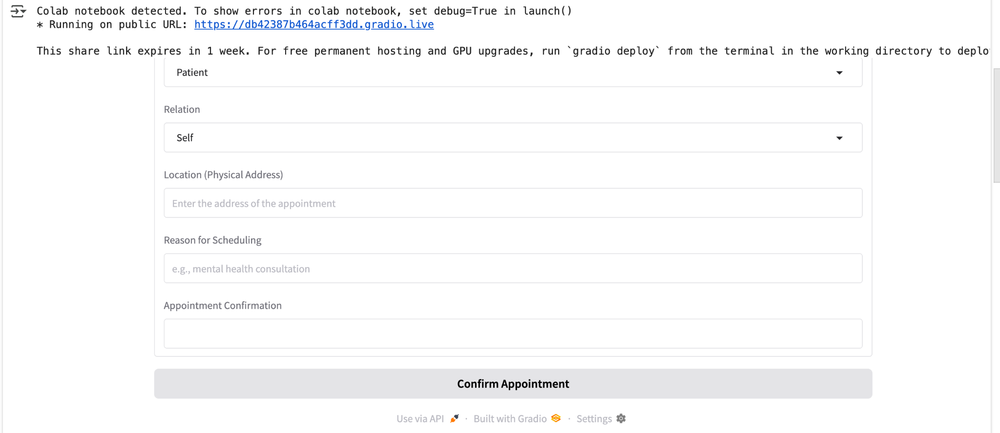 Colab notebook detected. To show errors in colab notebook, set debug=True in launch()
* Running on public URL: https://db42387b464acff3dd.gradio.live
This share link expires in 1 week. For free permanent hosting and GPU upgrades, run `gradio deploy` from the terminal in the working directory to deplo
Patient
Relation
Self
Location (Physical Address)
Enter the address of the appointment
Reason for Scheduling
e.g., mental health consultation
Appointment Confirmation
Confirm Appointment
Use via API · Built with Gradio · Settings